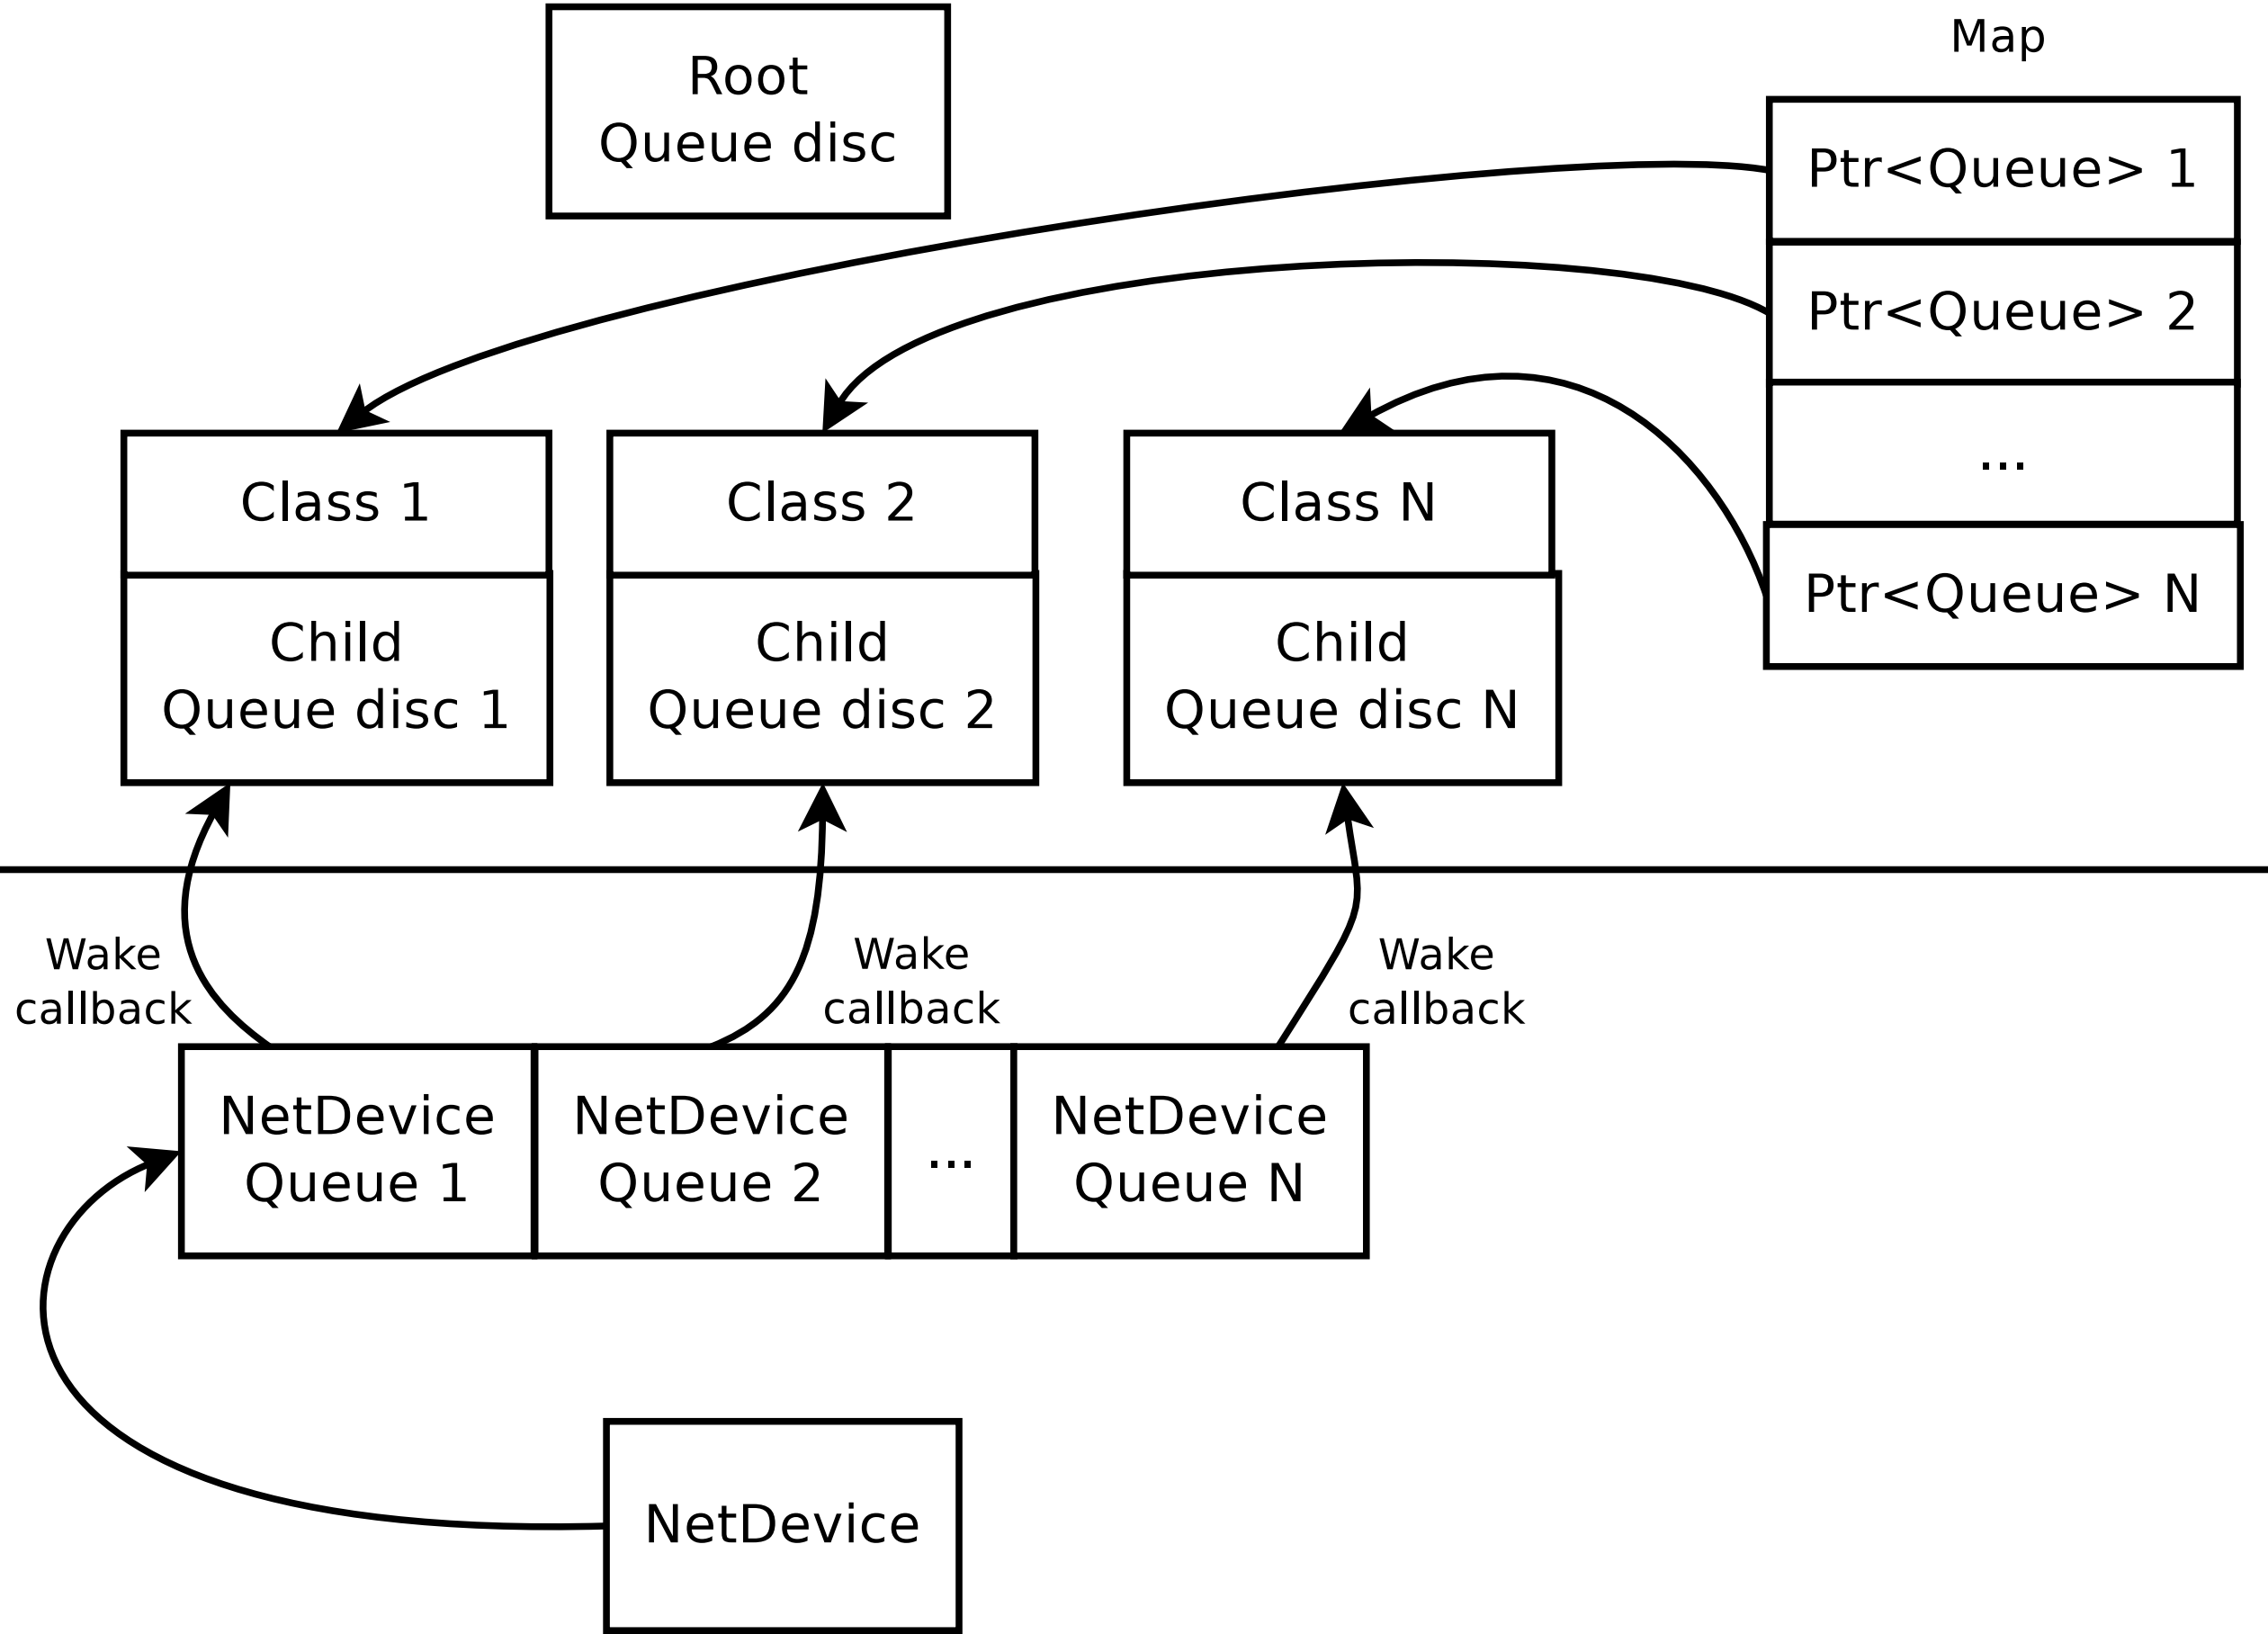 Root
Queue disc
Map
Ptr<Queue> 1
Ptr<Queue> 2
...
Ptr<Queue> N
Class 1
Class 2
Class N
Child
Queue disc 1
Child
Queue disc 2
Child
Queue disc N
Wake
callback
Wake
callback
Wake
callback
NetDevice
Queue 1
NetDevice
Queue 2
...
NetDevice
Queue N
NetDevice